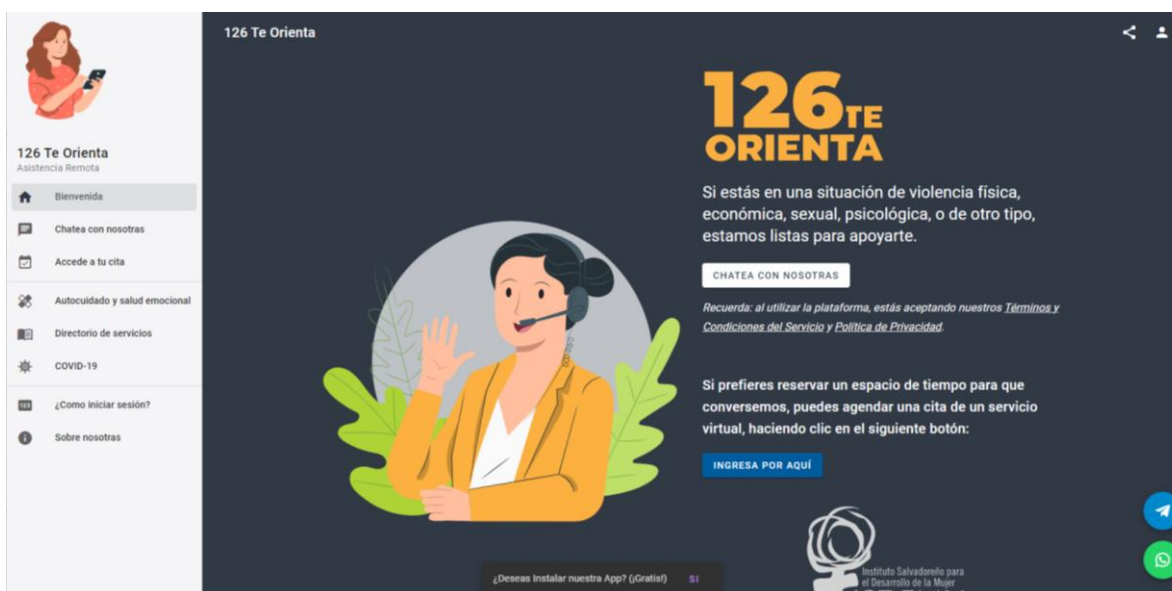 126 Te Orienta
Asistencia Remota
Bienvenida
Chatea con nosotras
Accede a tu cita
Autocuidado y salud emocional
Directorio de servicios
COVID-19
¿Como iniciar sesión?
Sobre nosotras
126 Te Orienta
126 TE
ORIENTA
Si estás en una situación de violencia física,
económica, sexual, psicológica, o de otro tipo,
estamos listas para apoyarte.
CHATEA CON NOSOTRAS
Recuerda: al utilizar la plataforma, estás aceptando nuestros Términos y
Condiciones del Servicio y Política de Privacidad.
Si prefieres reservar un espacio de tiempo para que
conversemos, puedes agendar una cita de un servicio
virtual, haciendo clic en el siguiente botón:
INGRESA POR AQUÍ
Instituto Salvadoreño para
el Desarrollo de la Mujer
¿Deseas Instalar nuestra App? (¡Gratis!) SI